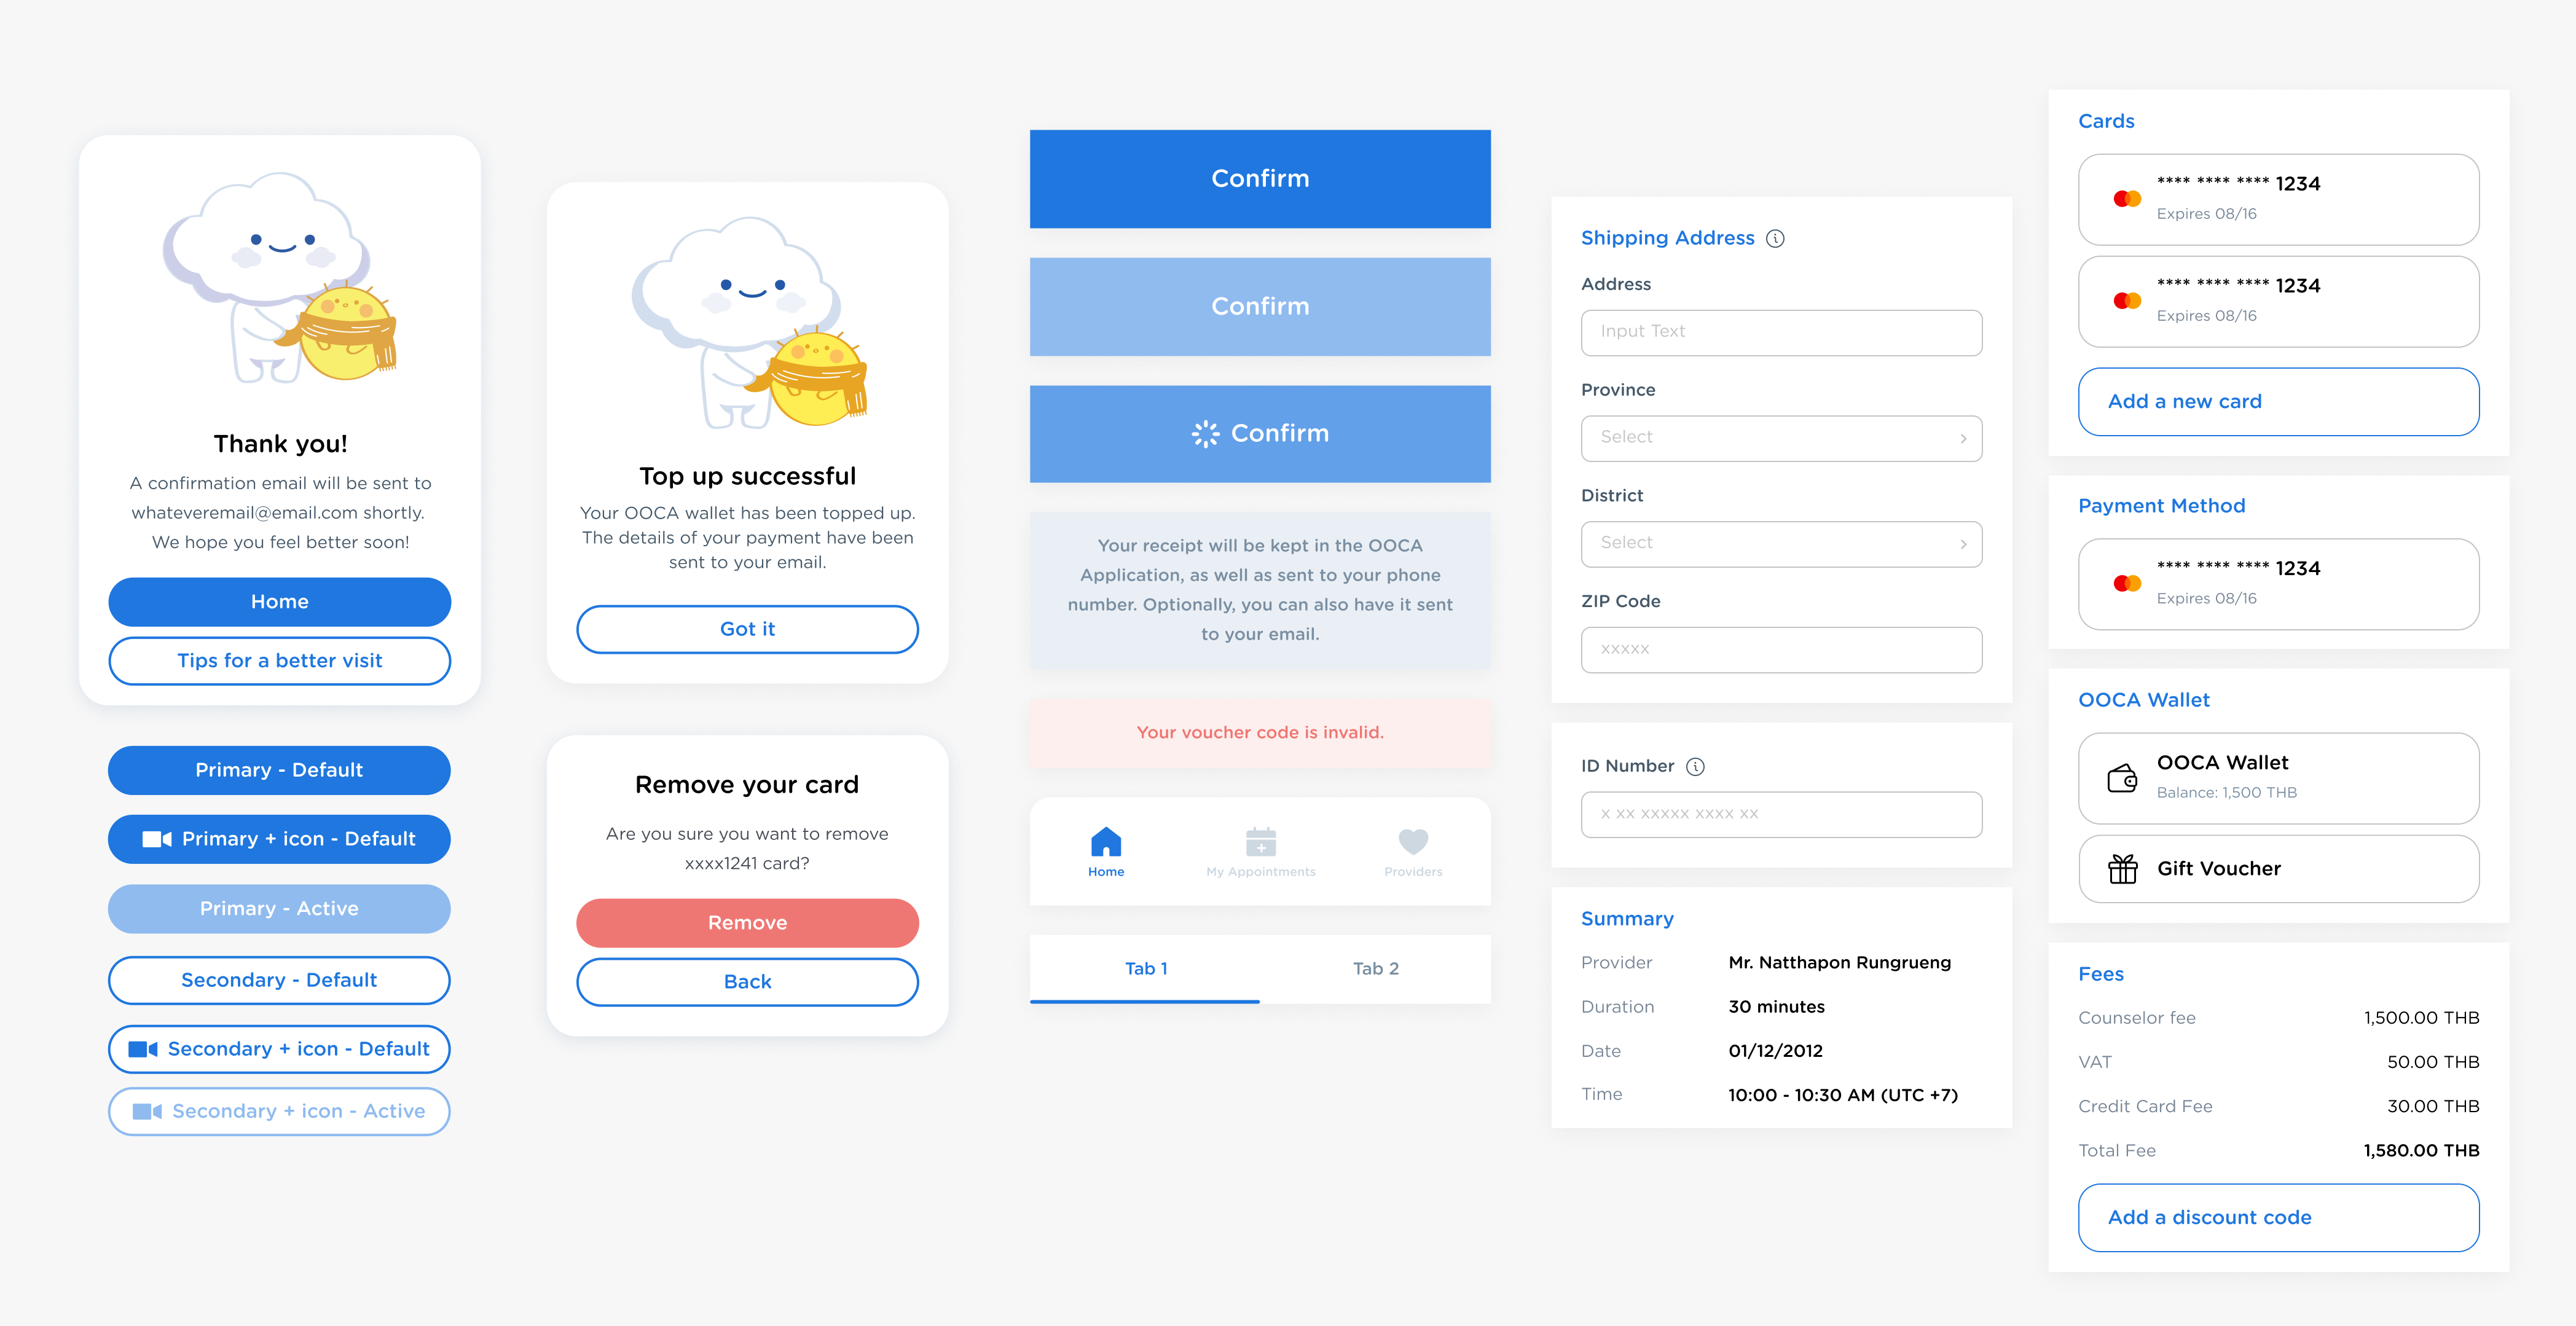 Thank you!
A confirmation email will be sent to
whateveremail@email.com shortly.
We hope you feel better soon!
Home
Tips for a better visit
Primary - Default
Primary + icon - Default
Primary - Active
Secondary - Default
Secondary + icon - Default
Secondary + icon - Active
Top up successful
Your OOCA wallet has been topped up.
The details of your payment have been
sent to your email.
Got it
Remove your card
Are you sure you want to remove
xxxx1241 card?
Remove
Back
Confirm
Confirm
Confirm
Your receipt will be kept in the OOCA
Application, as well as sent to your phone
number. Optionally, you can also have it sent
to your email.
Your voucher code is invalid.
Home
My Appointments
Providers
Tab 1
Tab 2
Shipping Address
Address
Input Text
Province
Select
District
Select
ZIP Code
xxxxx
ID Number
x xx xxxxx xxxx xx
Summary
Provider Mr. Natthapon Rungrueng
Duration 30 minutes
Date 01/12/2012
Time 10:00 - 10:30 AM (UTC +7)
Cards
**** **** **** 1234
Expires 08/16
**** **** **** 1234
Expires 08/16
Add a new card
Payment Method
**** **** **** 1234
Expires 08/16
OOCA Wallet
OOCA Wallet
Balance: 1,500 THB
Gift Voucher
Fees
Counselor fee 1,500.00 THB
VAT 50.00 THB
Credit Card Fee 30.00 THB
Total Fee 1,580.00 THB
Add a discount code